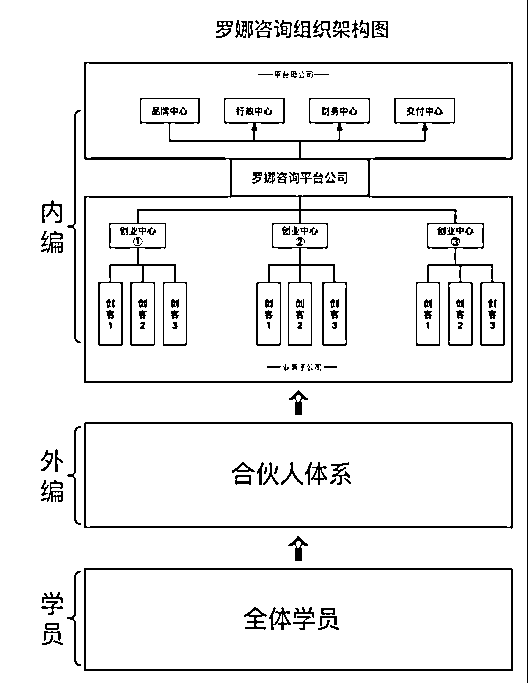 罗娜咨询组织架构图
平台母公司
品牌中心 行政中心 财务中心 交付中心
罗娜咨询平台公司
内编
创业中心① 创业中心② 创业中心③
创客1 创客2 创客3 创客1 创客2 创客3 创客1 创客2 创客3
业务子公司
外编
合伙人体系
学员
全体学员